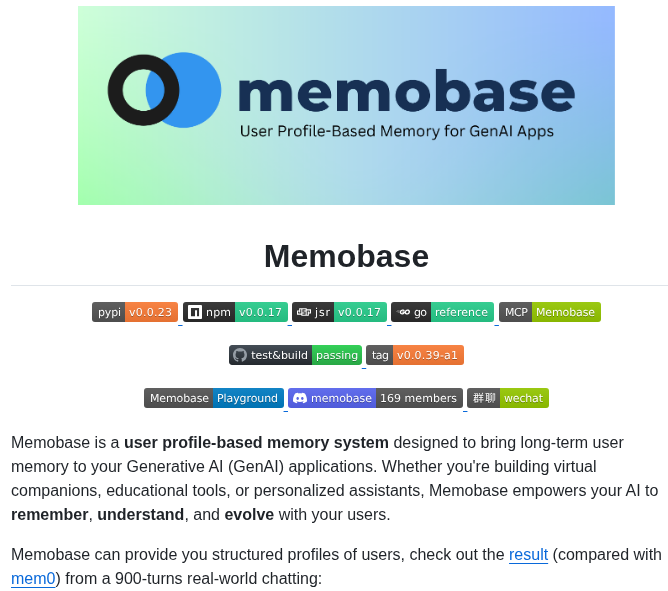 memobase
User Profile-Based Memory for GenAI Apps
Memobase
pypi v0.0.23 npm v0.0.17 jsr v0.0.17 go reference MCP Memobase
test&build passing tag v0.0.39-a1
Memobase Playground memobase 169 members 群聊 wechat
Memobase is a user profile-based memory system designed to bring long-term user
memory to your Generative AI (GenAI) applications. Whether you're building virtual
companions, educational tools, or personalized assistants, Memobase empowers your AI to
remember, understand, and evolve with your users.
Memobase can provide you structured profiles of users, check out the result (compared with
mem0) from a 900-turns real-world chatting: